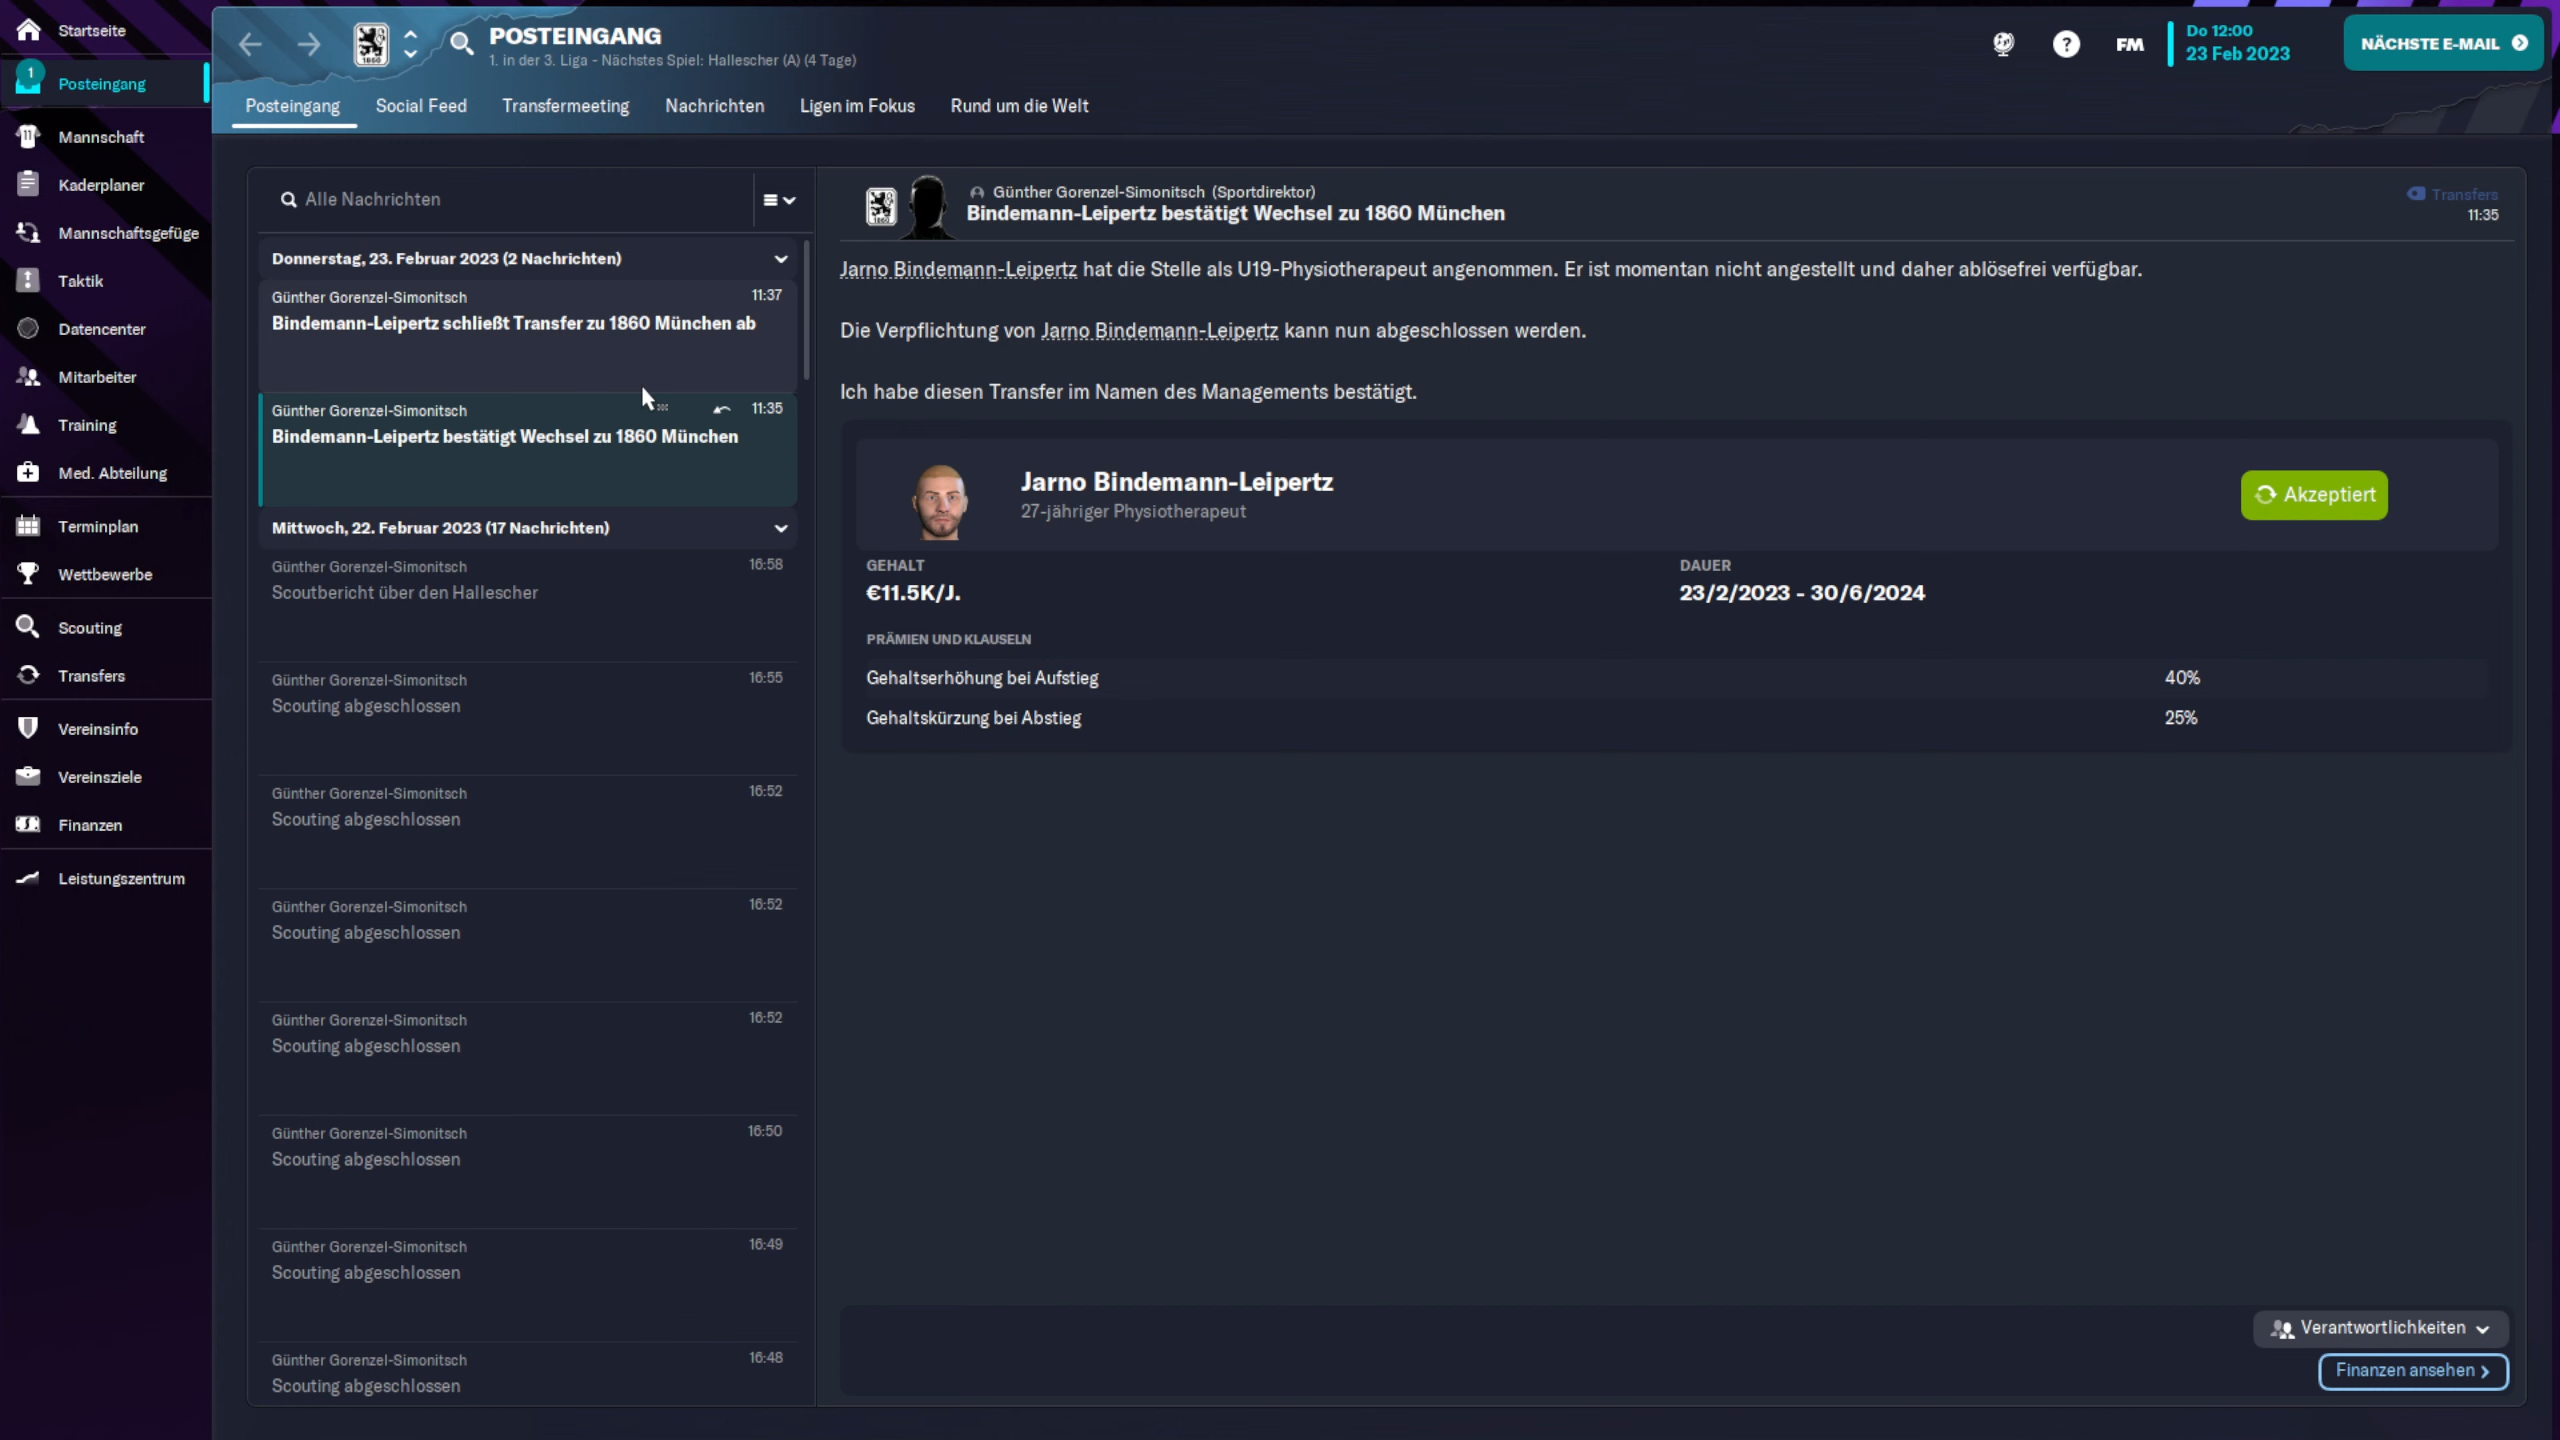 Startseite
1
Posteingang
Mannschaft
Kaderplaner
Mannschaftsgefüge
Taktik
Datencenter
Mitarbeiter
Training
Med. Abteilung
Terminplan
Wettbewerbe
Scouting
Transfers
Vereinsinfo
Vereinsziele
Finanzen
Leistungszentrum
POSTEINGANG
1. in der 3. Liga - Nächstes Spiel: Hallescher (A) (4 Tage)
FM
Do 12:00
23 Feb 2023
NÄCHSTE E-MAIL
Posteingang Social Feed Transfermeeting Nachrichten Ligen im Fokus Rund um die Welt
Alle Nachrichten
Donnerstag, 23. Februar 2023 (2 Nachrichten)
Günther Gorenzel-Simonitsch 11:37
Bindemann-Leipertz schließt Transfer zu 1860 München ab
Günther Gorenzel-Simonitsch 11:35
Bindemann-Leipertz bestätigt Wechsel zu 1860 München
Mittwoch, 22. Februar 2023 (17 Nachrichten)
Günther Gorenzel-Simonitsch 16:58
Scoutbericht über den Hallescher
Günther Gorenzel-Simonitsch 16:55
Scouting abgeschlossen
Günther Gorenzel-Simonitsch 16:52
Scouting abgeschlossen
Günther Gorenzel-Simonitsch 16:52
Scouting abgeschlossen
Günther Gorenzel-Simonitsch 16:52
Scouting abgeschlossen
Günther Gorenzel-Simonitsch 16:50
Scouting abgeschlossen
Günther Gorenzel-Simonitsch 16:49
Scouting abgeschlossen
Günther Gorenzel-Simonitsch 16:48
Scouting abgeschlossen
Günther Gorenzel-Simonitsch (Sportdirektor)
Bindemann-Leipertz bestätigt Wechsel zu 1860 München
Transfers
11:35
Jarno Bindemann-Leipertz hat die Stelle als U19-Physiotherapeut angenommen. Er ist momentan nicht angestellt und daher ablösefrei verfügbar.
Die Verpflichtung von Jarno Bindemann-Leipertz kann nun abgeschlossen werden.
Ich habe diesen Transfer im Namen des Managements bestätigt.
Jarno Bindemann-Leipertz
27-jähriger Physiotherapeut
Akzeptiert
GEHALT DAUER
€11.5K/J. 23/2/2023 - 30/6/2024
PRÄMIEN UND KLAUSELN
Gehaltserhöhung bei Aufstieg 40%
Gehaltskürzung bei Abstieg 25%
Verantwortlichkeiten
Finanzen ansehen